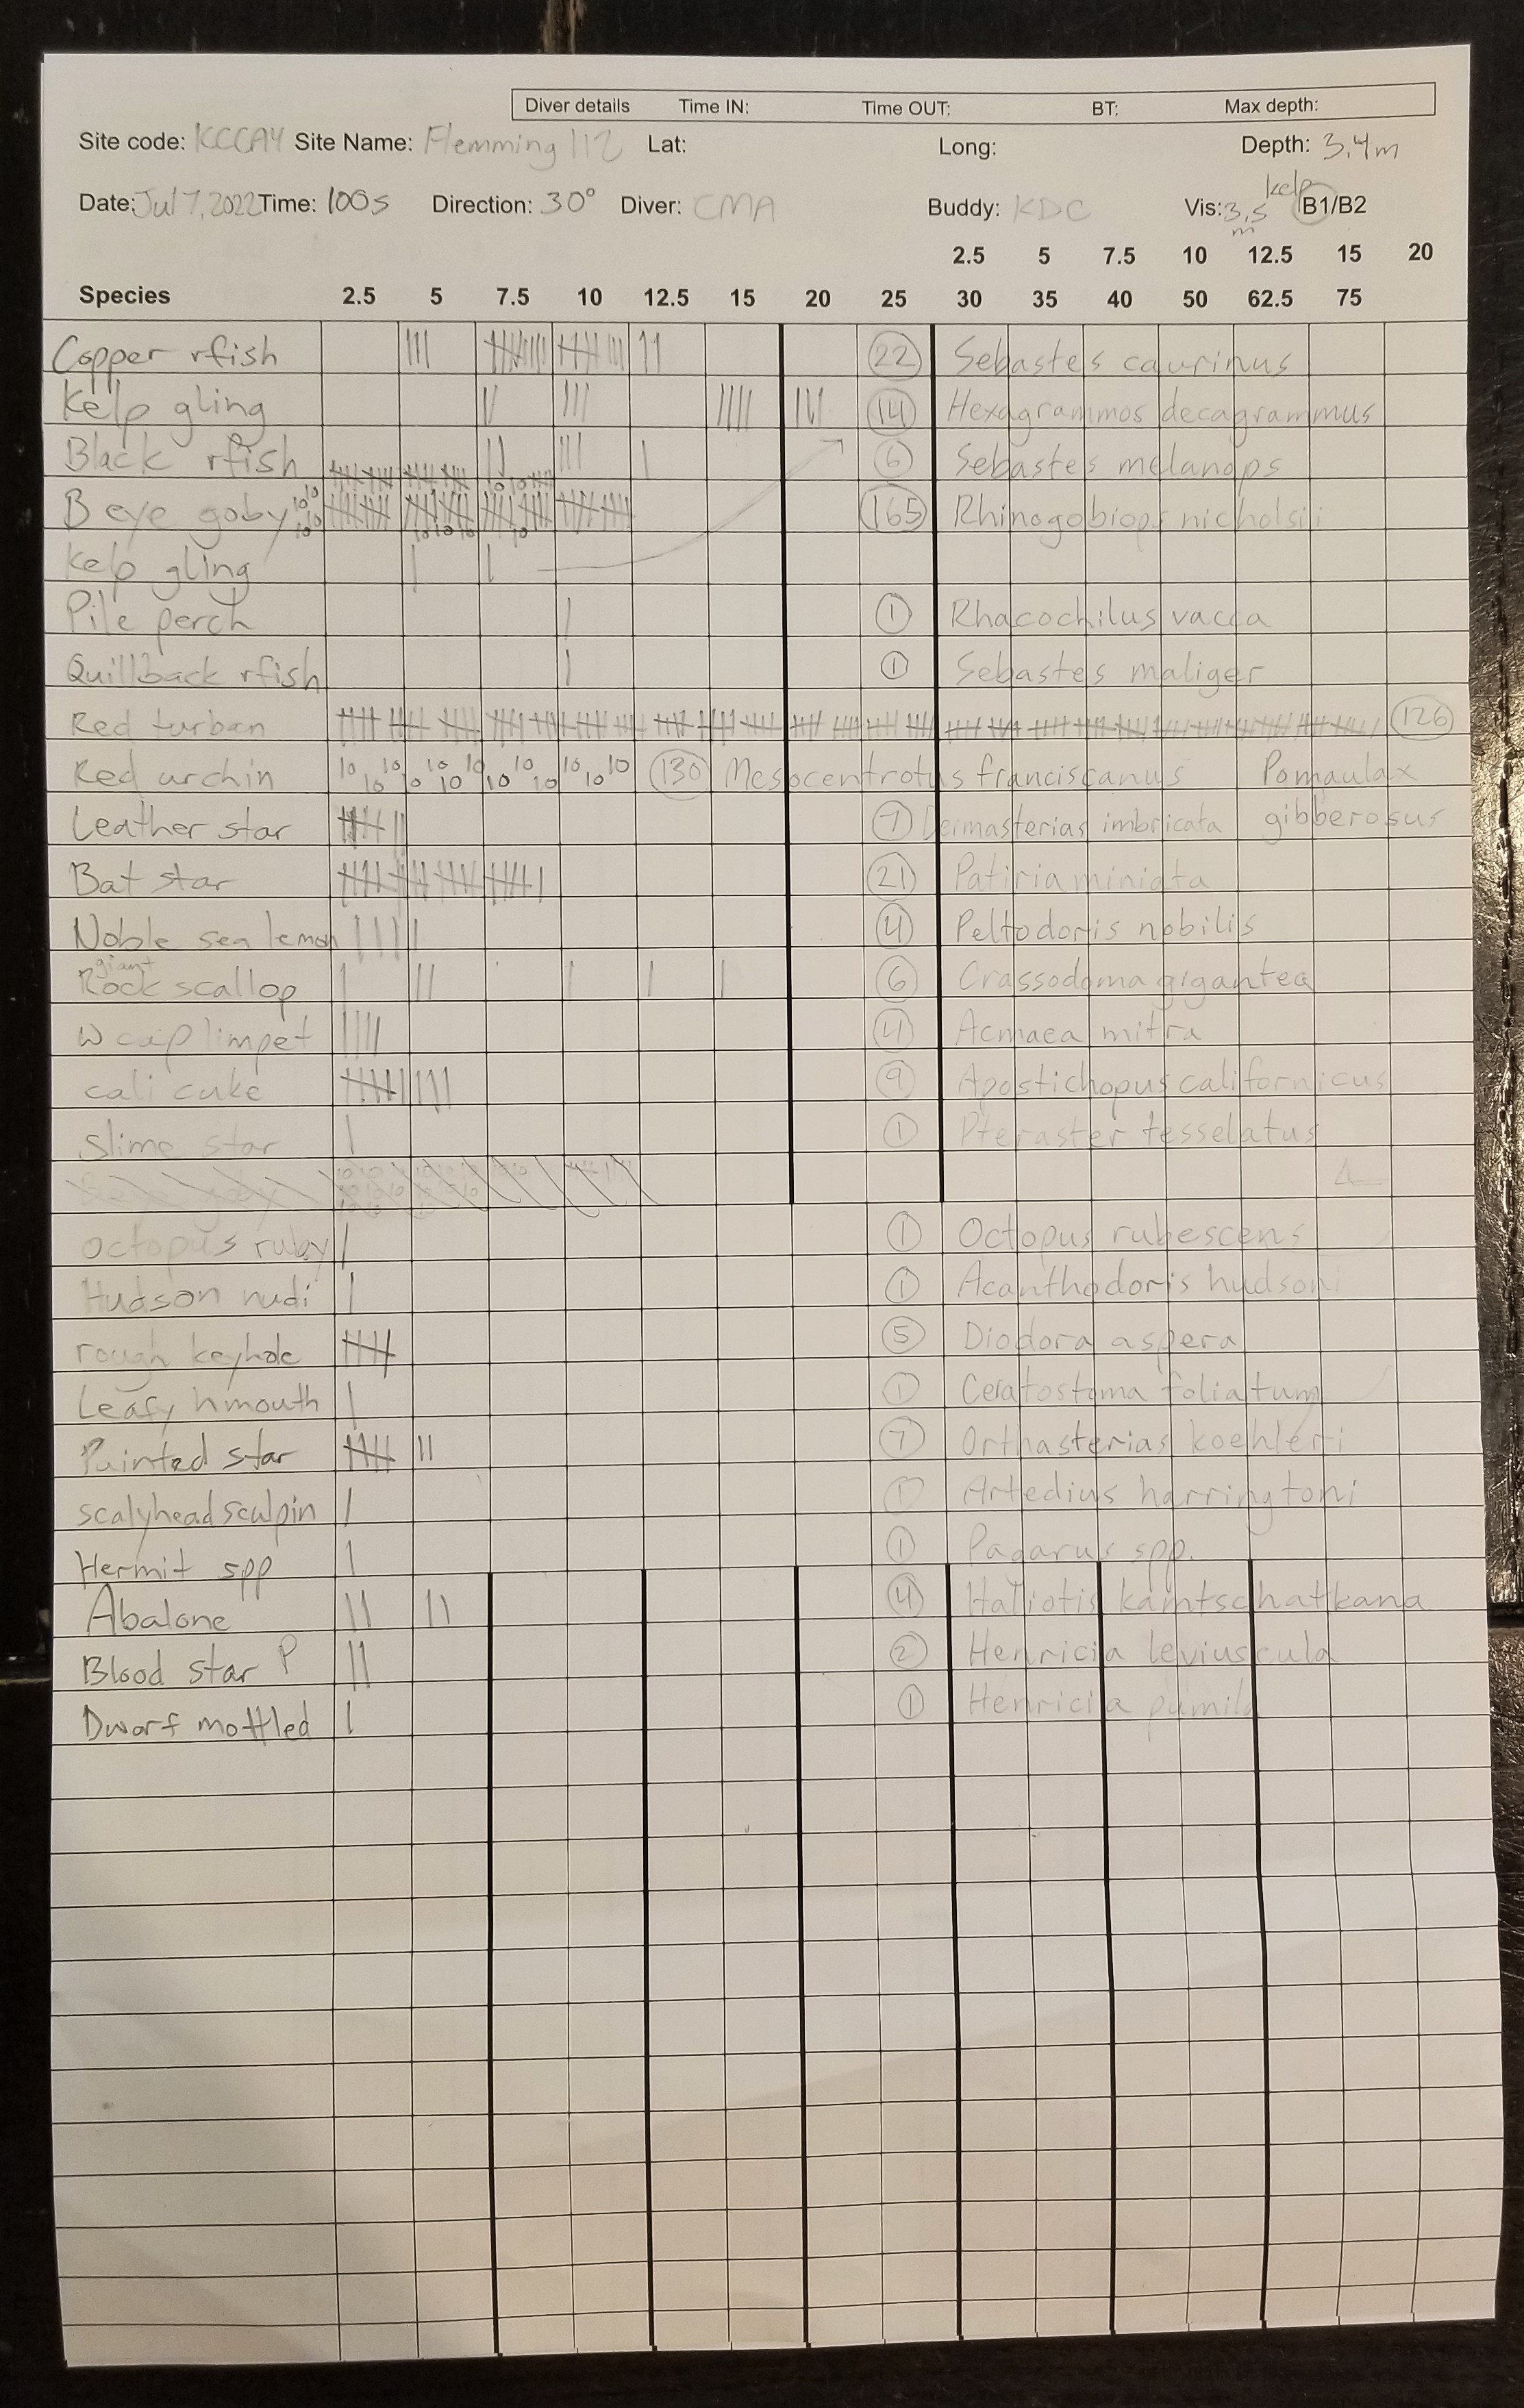 Diver details Time IN: Time OUT: BT: Max depth:
Site code: KCCA4 Site Name: Flemming 112 Lat: Long: Depth: 3.4m
kelp
Date: Jul 7, 2022 Time: 1005 Direction: 30° Diver: CMA Buddy: KDC Vis: 3.5 m B1/B2
2.5 5 7.5 10 12.5 15 20
Species 2.5 5 7.5 10 12.5 15 20 25 30 35 40 50 62.5 75
Copper rfish 22 Sebastes caurinus
Kelp gling 14 Hexagrammos decagrammus
Black rfish 6 Sebastes melanops
B eye goby 165 Rhinogobiops nicholsii
Kelp gling
Pile perch 1 Rhacochilus vacca
Quillback rfish 1 Sebastes maliger
Red turban 126
Red urchin 10 10 10 10 10 10 10 10 10 10 10 10 10 130 Mesocentrotus franciscanus Pomaulax
Leather star 7 Dermasterias imbricata gibberosus
Bat star 21 Patiria miniata
Noble sea lemon 4 Peltodoris nobilis
giant
Rock scallop 6 Crassodoma gigantea
W cap limpet 4 Acmaea mitra
cali cuke 9 Apostichopus californicus
Slime star 1 Pteraster tesselatus
Octopus ruby 1 Octopus rubescens
Hudson nudi 1 Acanthodoris hudsoni
rough keyhole 5 Diodora aspera
Leafy hmouth 1 Ceratostoma foliatum
Painted star 7 Orthasterias koehleri
scalyhead sculpin 1 Artedius harringtoni
Hermit spp 1 Pagarus spp.
Abalone 4 Haliotis kamtschatkana
Blood star P 2 Henricia leviuscula
Dwarf mottled 1 Henricia pumila